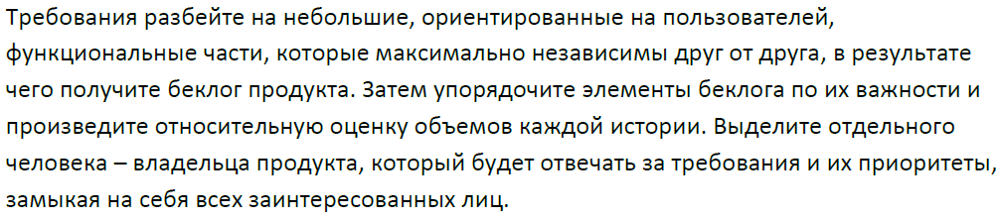 Требования разбейте на небольшие, ориентированные на пользователей,
функциональные части, которые максимально независимы друг от друга, в результате
чего получите беклог продукта. Затем упорядочите элементы беклога по их важности и
произведите относительную оценку объемов каждой истории. Выделите отдельного
человека – владельца продукта, который будет отвечать за требования и их приоритеты,
замыкая на себя всех заинтересованных лиц.